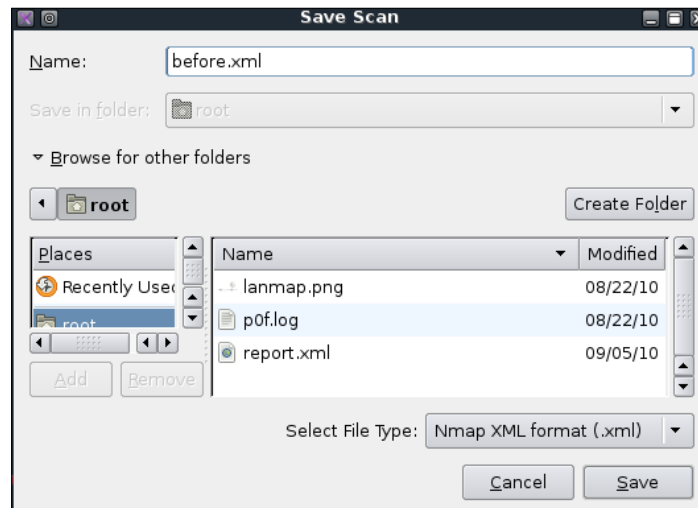 Save Scan
Name: before.xml
Save in folder: root
Browse for other folders
root Create Folder
Places
Recently Used
root
Add Remove
Name Modified
lanmap.png 08/22/10
p0f.log 08/22/10
report.xml 09/05/10
Select File Type: Nmap XML format (.xml)
Cancel Save